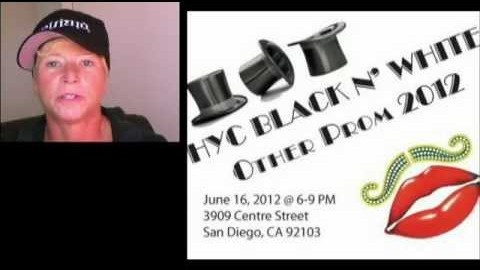 HYC BLACK N' WHITE
OTHER PROM 2012
June 16, 2012 @ 6-9 PM
3909 Centre Street
San Diego, CA 92103